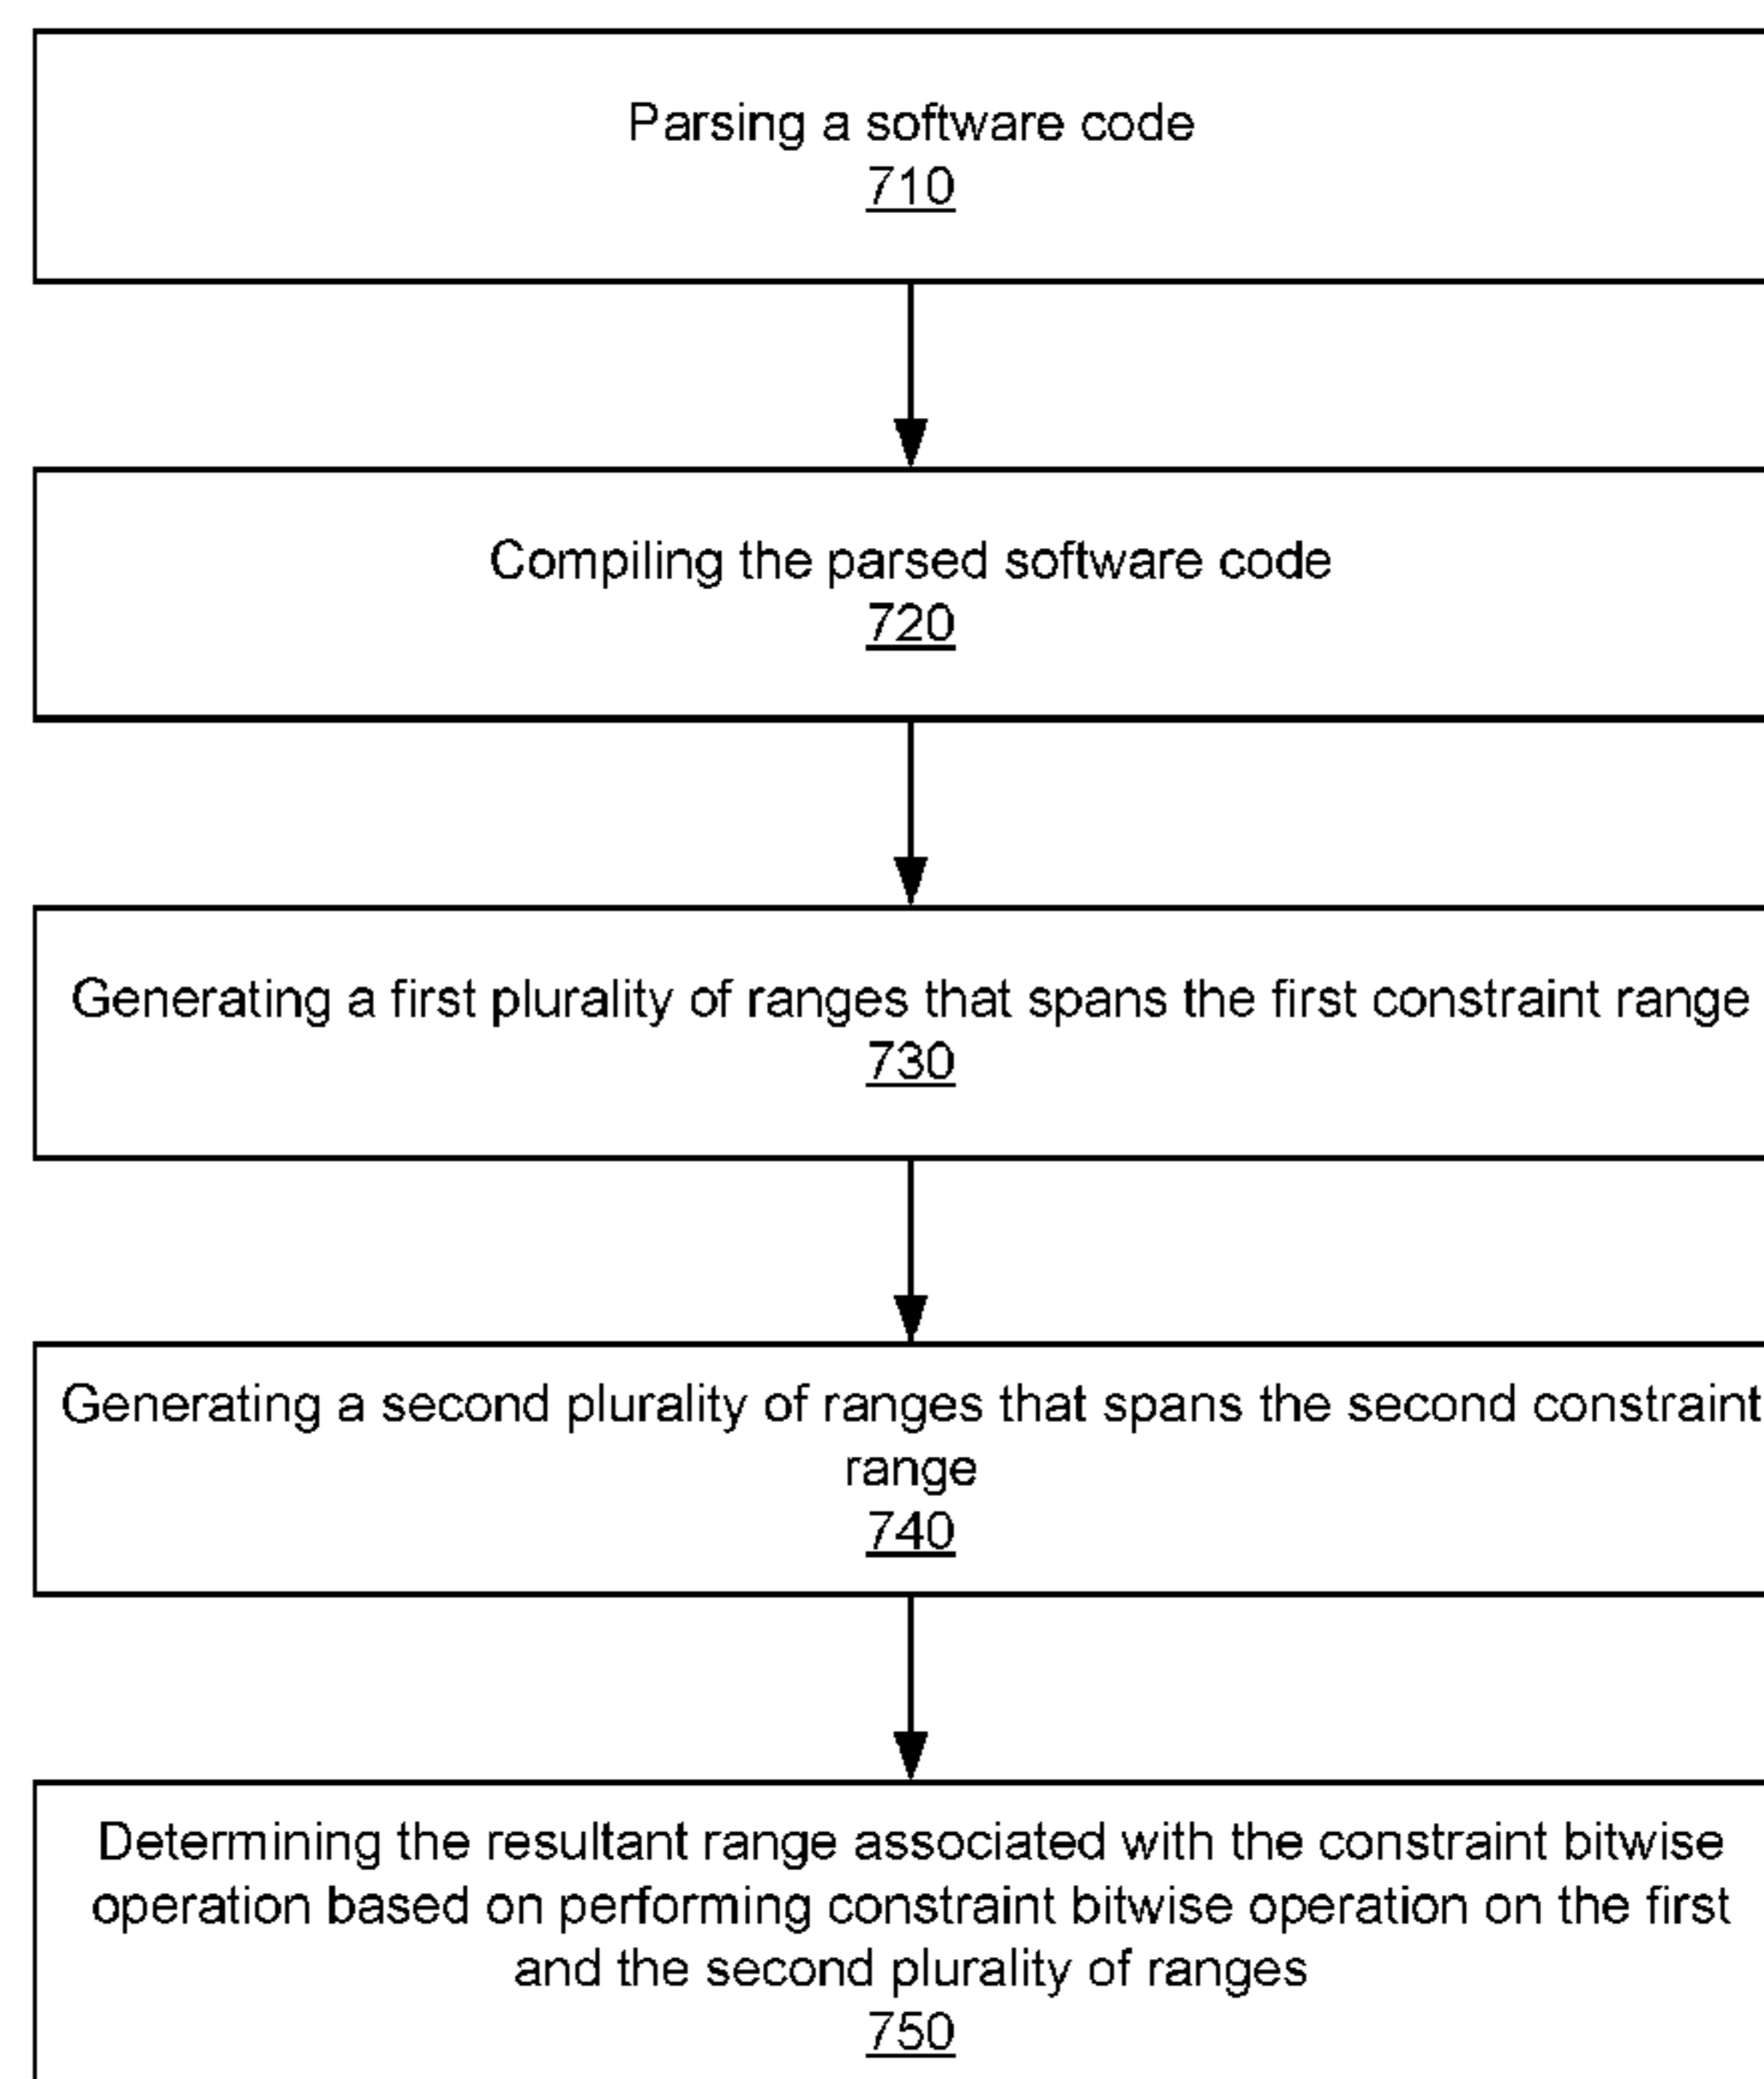 Parsing a software code
710
Compiling the parsed software code
720
Generating a first plurality of ranges that spans the first constraint range
730
Generating a second plurality of ranges that spans the second constraint
range
740
Determining the resultant range associated with the constraint bitwise
operation based on performing constraint bitwise operation on the first
and the second plurality of ranges
750